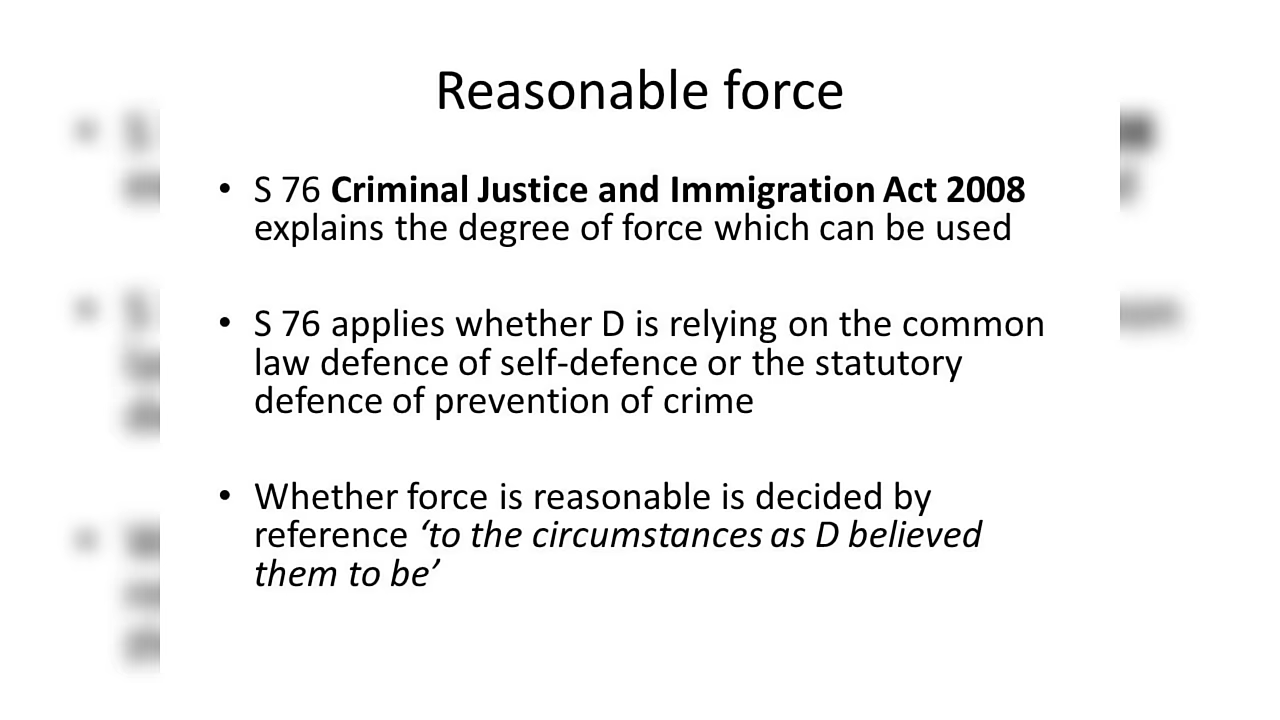 Reasonable force
• S 76 Criminal Justice and Immigration Act 2008
explains the degree of force which can be used
• S 76 applies whether D is relying on the common
law defence of self-defence or the statutory
defence of prevention of crime
• Whether force is reasonable is decided by
reference ‘to the circumstances as D believed
them to be’